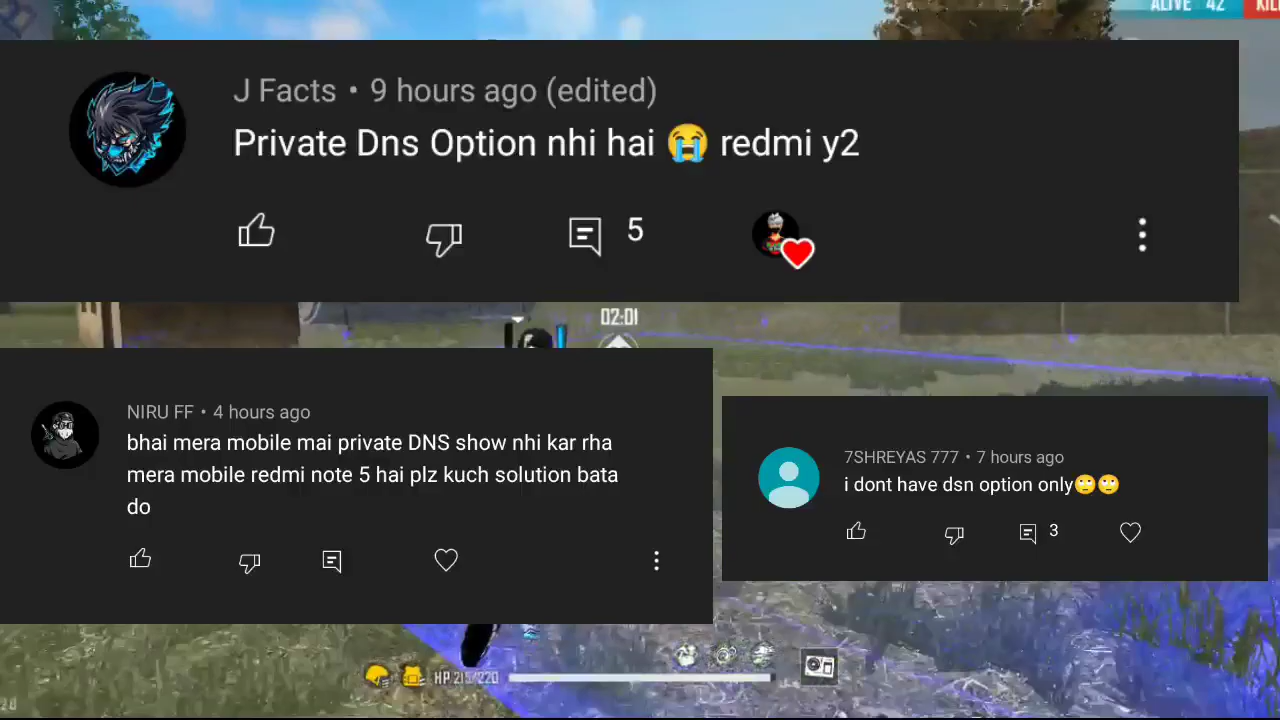 ALIVE 42 KIL
J Facts • 9 hours ago (edited)
Private Dns Option nhi hai 😭 redmi y2
5
02:01
NIRU FF • 4 hours ago
bhai mera mobile mai private DNS show nhi kar rha
mera mobile redmi note 5 hai plz kuch solution bata
do
7SHREYAS 777 • 7 hours ago
i dont have dsn option only🙄🙄
3
HP 215/220